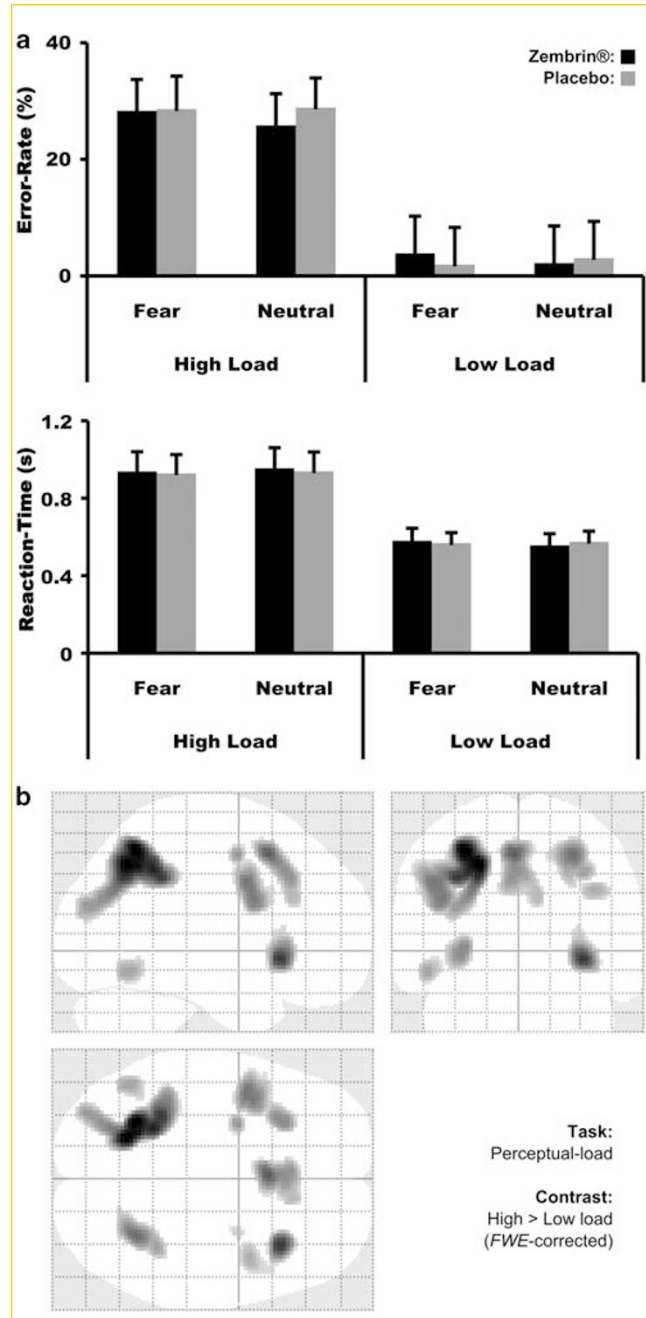 a
Zembrin®:
Placebo:
Error-Rate (%)
40
20
0
Fear Neutral Fear Neutral
High Load Low Load
Reaction-Time (s)
1.2
0.8
0.4
0
Fear Neutral Fear Neutral
High Load Low Load
b
Task:
Perceptual-load
Contrast:
High > Low load
(FWE-corrected)